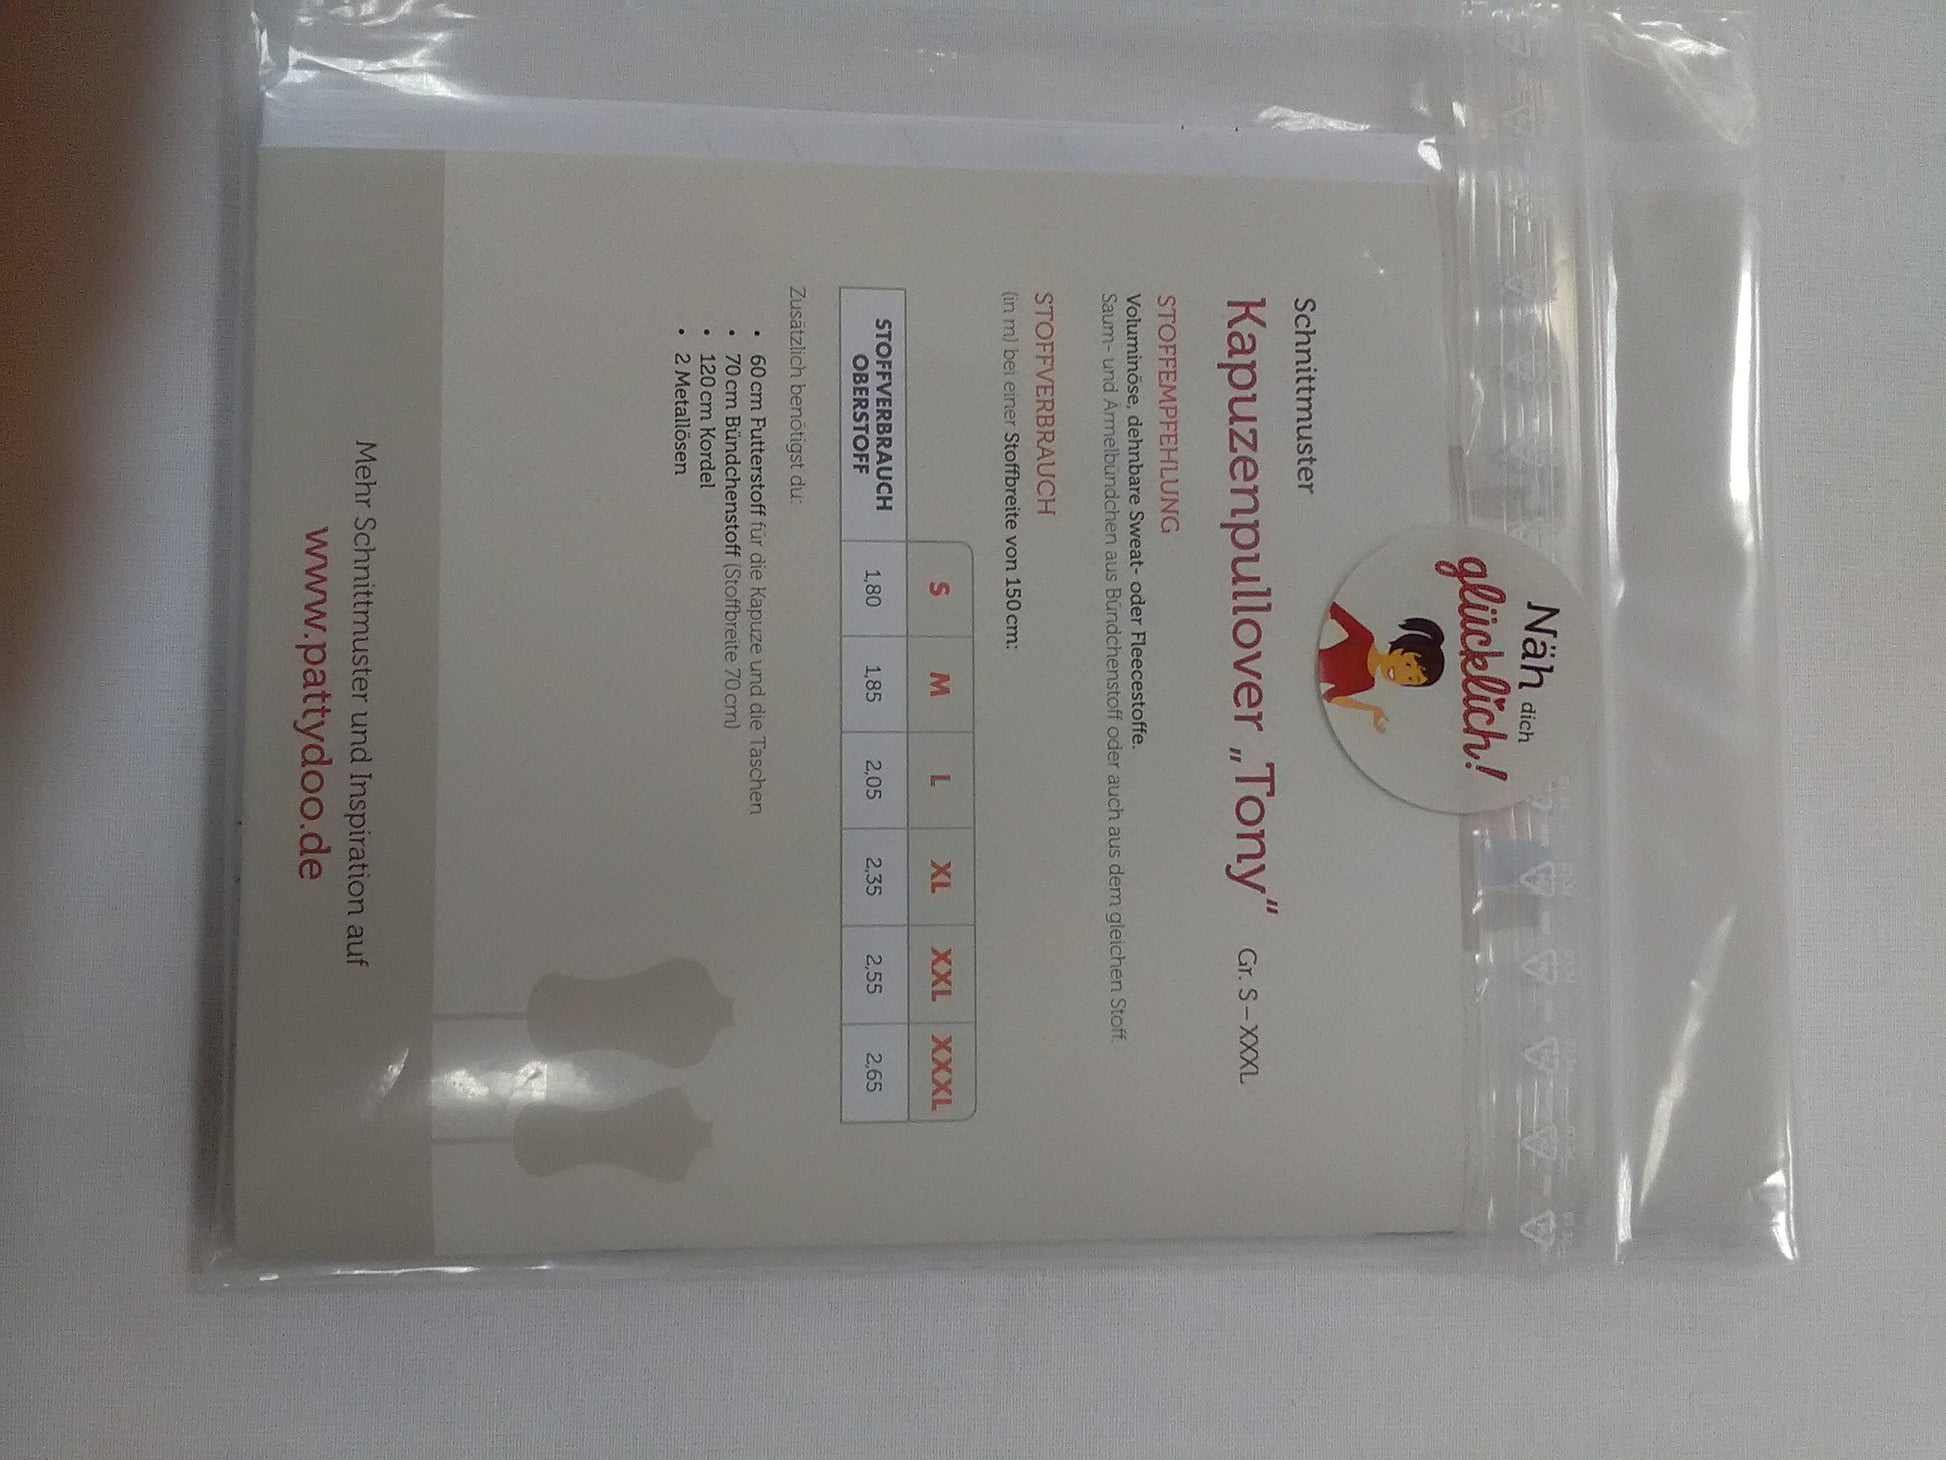 Näh dich
glücklich!
Schnittmuster
Kapuzenpullover „Tony“ Gr. S – XXXL
STOFFEMPFEHLUNG
Voluminöse, dehnbare Sweat- oder Fleecestoffe.
Saum- und Ärmelbündchen aus Bündchenstoff oder auch aus dem gleichen Stoff.
STOFFVERBRAUCH
(in m) bei einer Stoffbreite von 150 cm:
S M L XL XXL XXXL
STOFFVERBRAUCH
OBERSTOFF
1,80 1,85 2,05 2,35 2,55 2,65
Zusätzlich benötigst du:
• 60 cm Futterstoff für die Kapuze und die Taschen
• 70 cm Bündchenstoff (Stoffbreite 70 cm)
• 120 cm Kordel
• 2 Metallösen
Mehr Schnittmuster und Inspiration auf
www.pattydoo.de